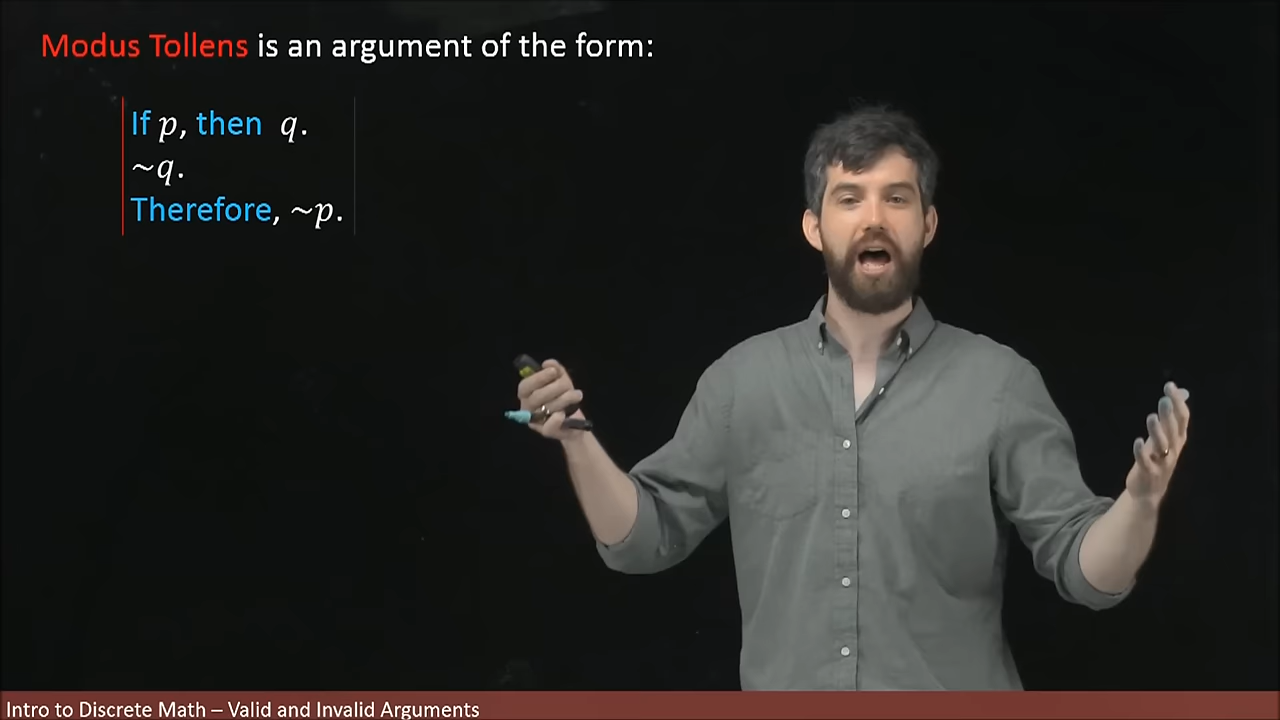 Modus Tollens is an argument of the form:
If p, then q.
~q.
Therefore, ~p.
Intro to Discrete Math – Valid and Invalid Arguments